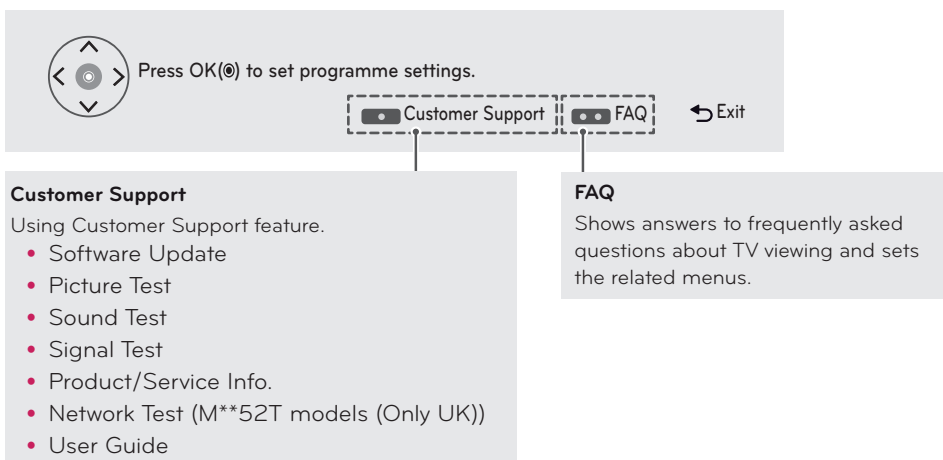 Press OK(◉) to set programme settings.
Customer Support
FAQ
Exit
Customer Support
Using Customer Support feature.
• Software Update
• Picture Test
• Sound Test
• Signal Test
• Product/Service Info.
• Network Test (M**52T models (Only UK))
• User Guide
FAQ
Shows answers to frequently asked
questions about TV viewing and sets
the related menus.